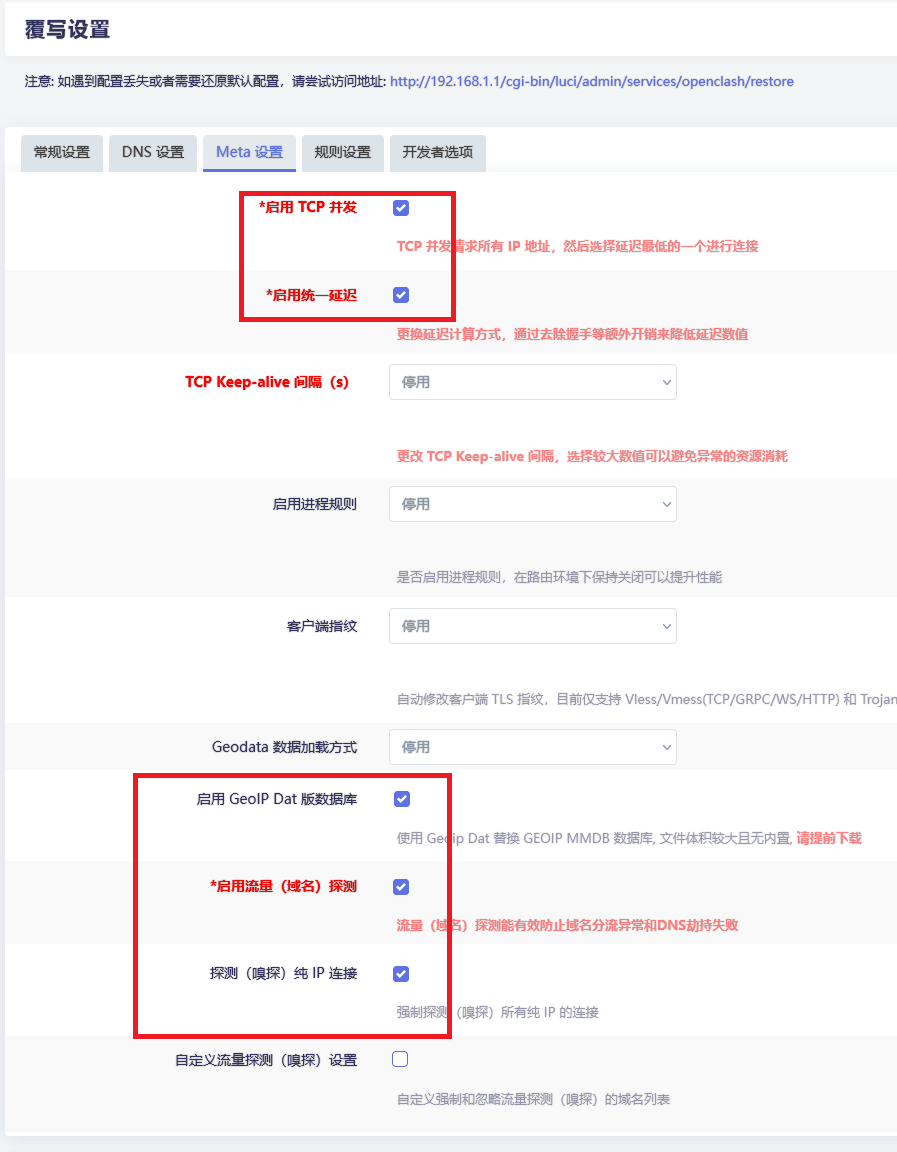 覆写设置
注意: 如遇到配置丢失或者需要还原默认配置，请尝试访问地址: http://192.168.1.1/cgi-bin/luci/admin/services/openclash/restore
常规设置 DNS 设置 Meta 设置 规则设置 开发者选项
*启用 TCP 并发
TCP 并发请求所有 IP 地址，然后选择延迟最低的一个进行连接
*启用统一延迟
更换延迟计算方式，通过去除握手等额外开销来降低延迟数值
TCP Keep-alive 间隔（s） 停用
更改 TCP Keep-alive 间隔，选择较大数值可以避免异常的资源消耗
启用进程规则 停用
是否启用进程规则，在路由环境下保持关闭可以提升性能
客户端指纹 停用
自动修改客户端 TLS 指纹，目前仅支持 Vless/Vmess(TCP/GRPC/WS/HTTP) 和 Trojan
Geodata 数据加载方式 停用
启用 GeoIP Dat 版数据库
使用 Geoip Dat 替换 GEOIP MMDB 数据库, 文件体积较大且无内置, 请提前下载
*启用流量（域名）探测
流量（域名）探测能有效防止域名分流异常和DNS劫持失败
探测（嗅探）纯 IP 连接
强制探测（嗅探）所有纯 IP 的连接
自定义流量探测（嗅探）设置
自定义强制和忽略流量探测（嗅探）的域名列表